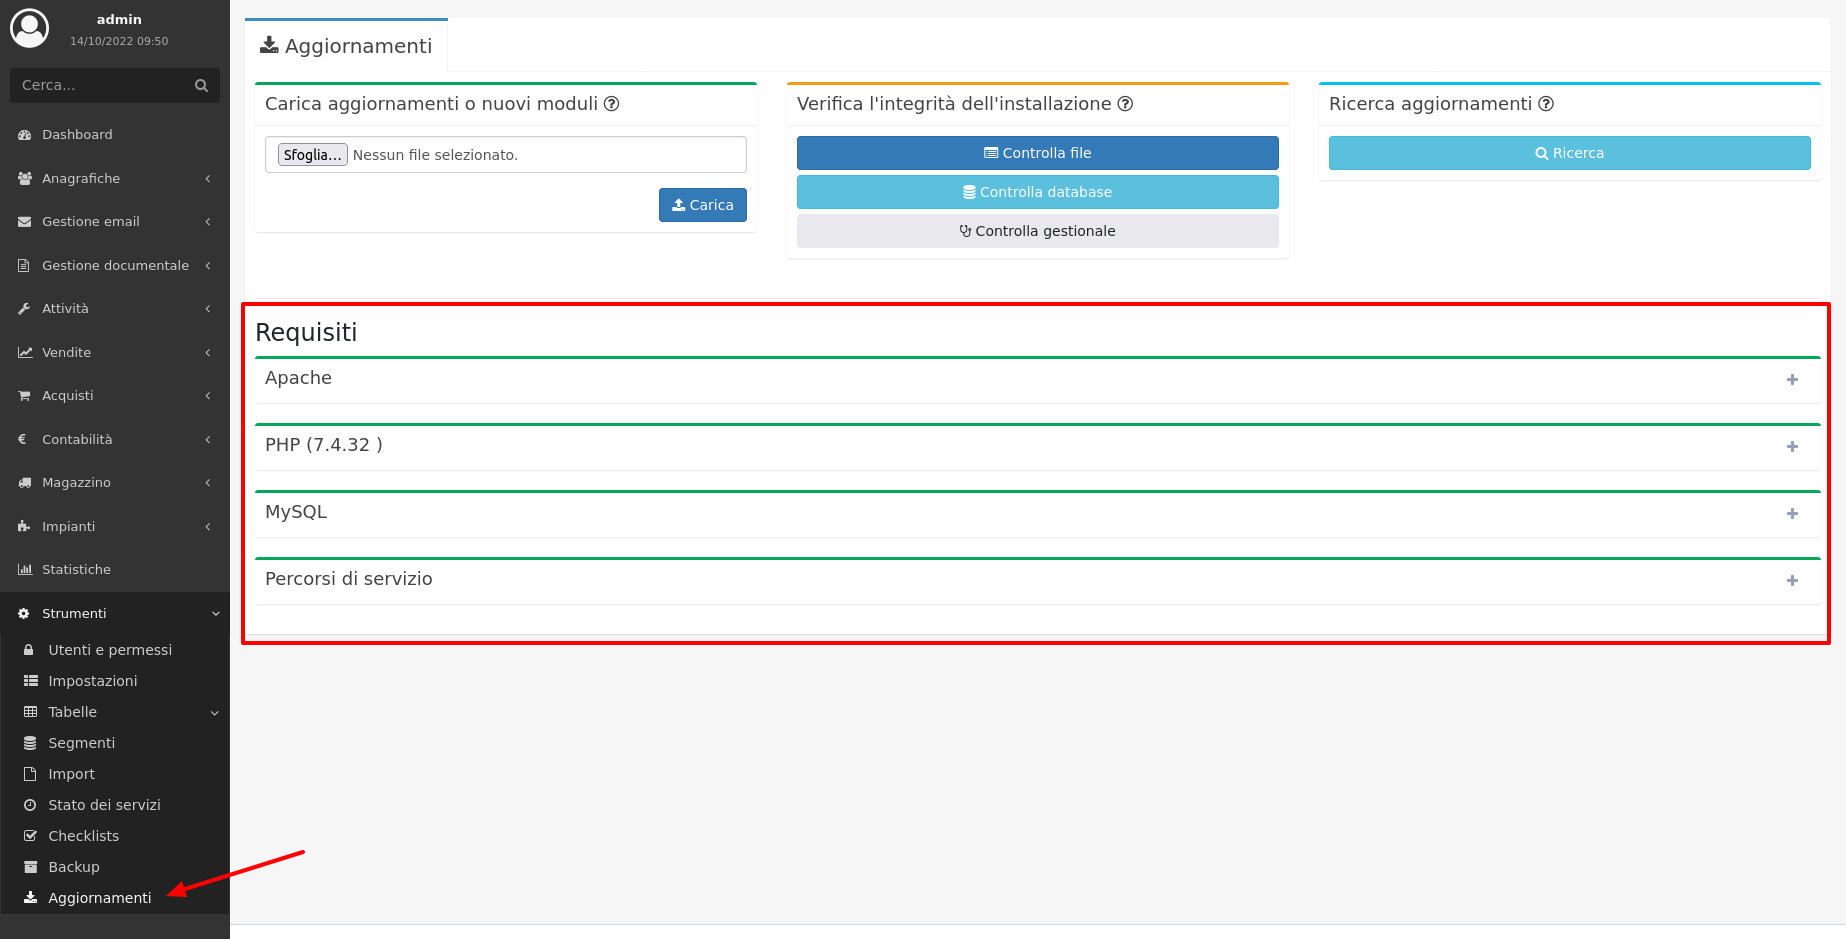 admin
14/10/2022 09:50
Cerca...
Dashboard
Anagrafiche
Gestione email
Gestione documentale
Attività
Vendite
Acquisti
Contabilità
Magazzino
Impianti
Statistiche
Strumenti
Utenti e permessi
Impostazioni
Tabelle
Segmenti
Import
Stato dei servizi
Checklists
Backup
Aggiornamenti
Aggiornamenti
Carica aggiornamenti o nuovi moduli
Sfoglia... Nessun file selezionato.
Carica
Verifica l'integrità dell'installazione
Controlla file
Controlla database
Controlla gestionale
Ricerca aggiornamenti
Ricerca
Requisiti
Apache
PHP (7.4.32 )
MySQL
Percorsi di servizio